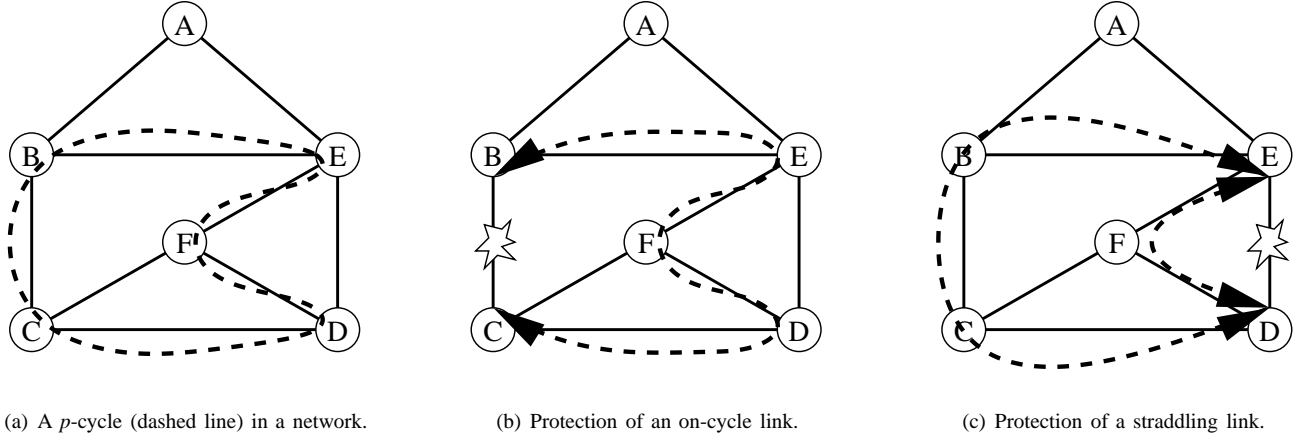 A
B
E
F
C
D
(a) A p-cycle (dashed line) in a network.
A
B
E
F
C
D
(b) Protection of an on-cycle link.
A
B
E
F
C
D
(c) Protection of a straddling link.